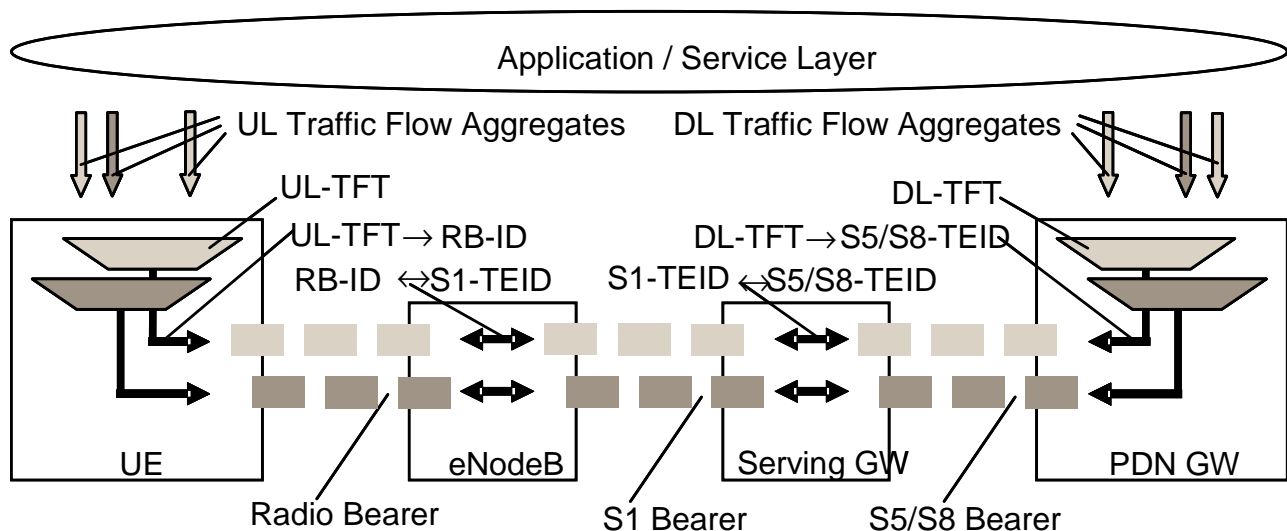 Application / Service Layer
UL Traffic Flow Aggregates
DL Traffic Flow Aggregates
UL-TFT
DL-TFT
UL-TFT → RB-ID
DL-TFT → S5/S8-TEID
RB-ID ↔ S1-TEID
S1-TEID ↔ S5/S8-TEID
UE
eNodeB
Serving GW
PDN GW
Radio Bearer
S1 Bearer
S5/S8 Bearer